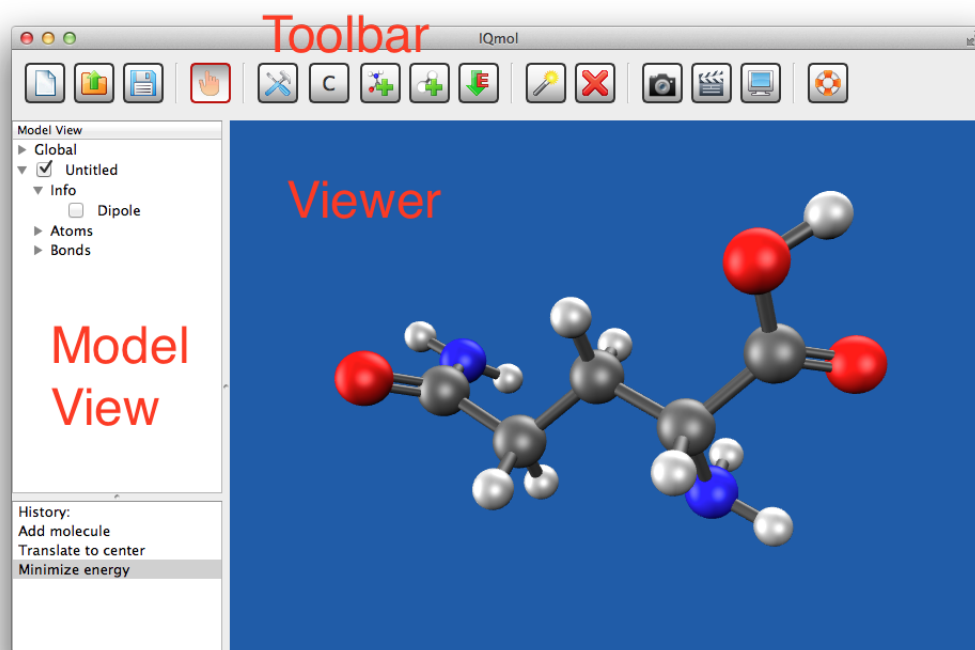 Toolbar
IQmol
C
E
Model View
Global
Untitled
Info
Dipole
Atoms
Bonds
Viewer
Model
View
History:
Add molecule
Translate to center
Minimize energy